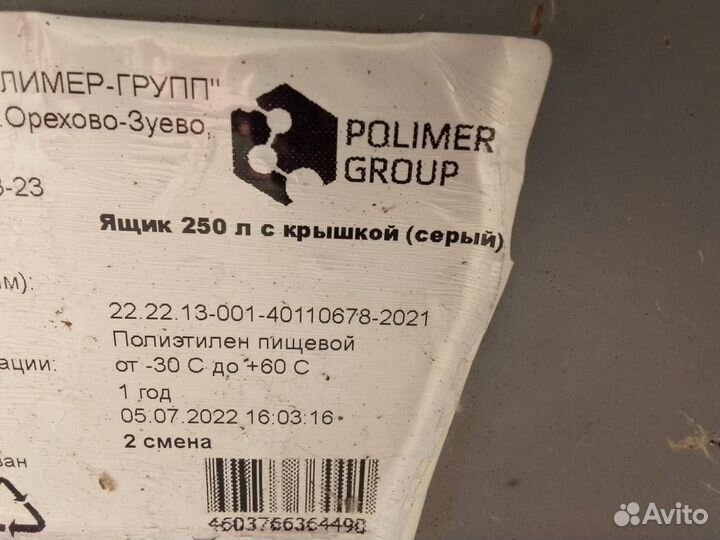 ЛИМЕР-ГРУПП"
.Орехово-Зуево,
POLIMER
GROUP
3-23
Ящик 250 л с крышкой (серый)
м):
22.22.13-001-40110678-2021
Полиэтилен пищевой
ации: от -30 С до +60 С
1 год
05.07.2022 16:03:16
2 смена
ван
4603766364490
Avito